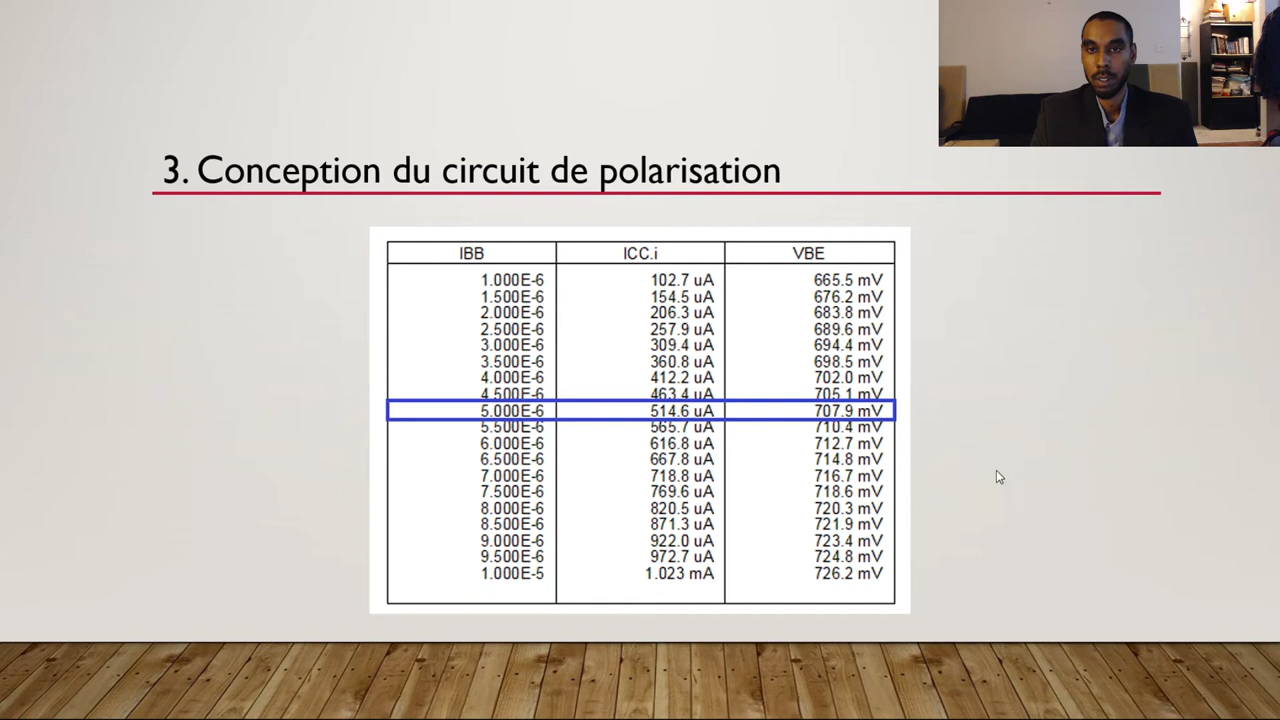 3. Conception du circuit de polarisation
IBB ICC.i VBE
1.000E-6 102.7 uA 665.5 mV
1.500E-6 154.5 uA 676.2 mV
2.000E-6 206.3 uA 683.8 mV
2.500E-6 257.9 uA 689.6 mV
3.000E-6 309.4 uA 694.4 mV
3.500E-6 360.8 uA 698.5 mV
4.000E-6 412.2 uA 702.0 mV
4.500E-6 463.4 uA 705.1 mV
5.000E-6 514.6 uA 707.9 mV
5.500E-6 565.7 uA 710.4 mV
6.000E-6 616.8 uA 712.7 mV
6.500E-6 667.8 uA 714.8 mV
7.000E-6 718.8 uA 716.7 mV
7.500E-6 769.6 uA 718.6 mV
8.000E-6 820.5 uA 720.3 mV
8.500E-6 871.3 uA 721.9 mV
9.000E-6 922.0 uA 723.4 mV
9.500E-6 972.7 uA 724.8 mV
1.000E-5 1.023 mA 726.2 mV